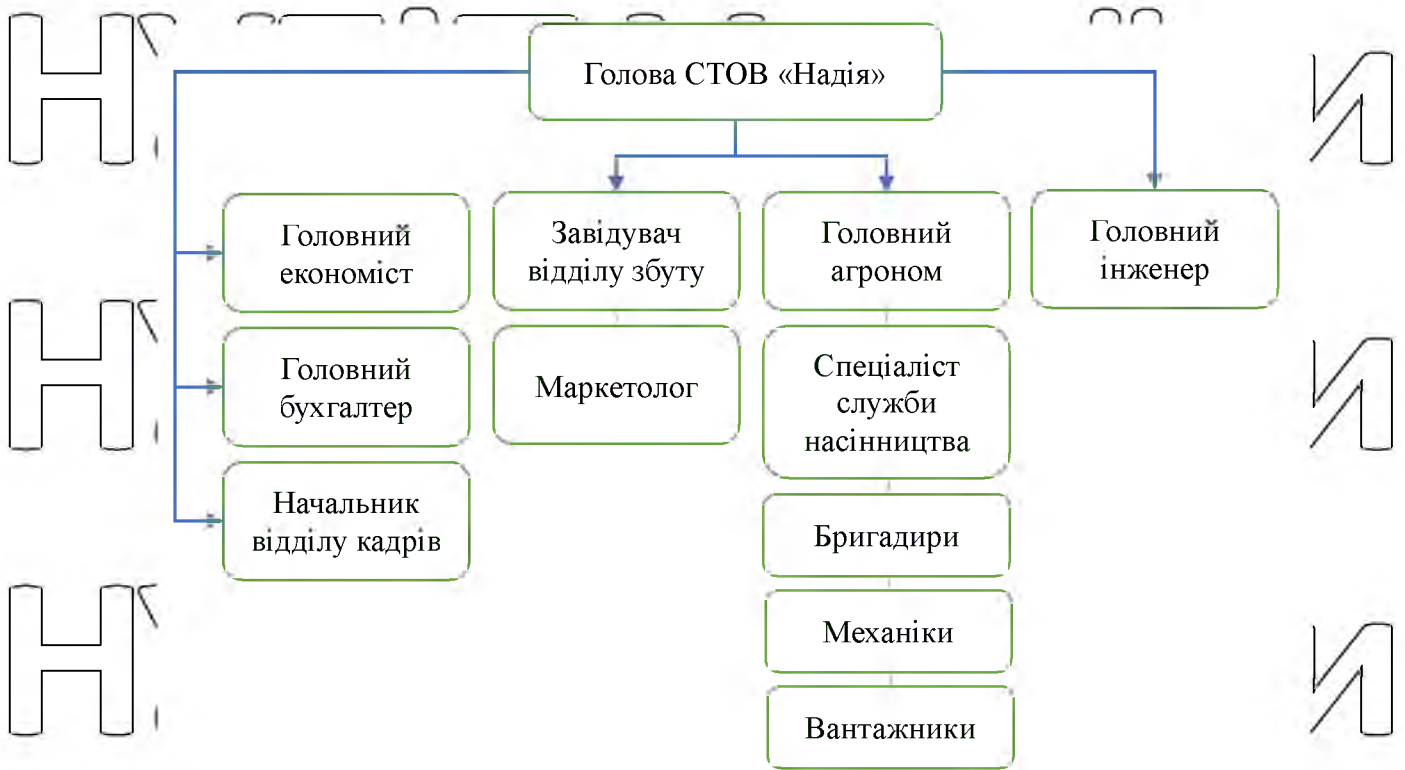 Голова СТОВ «Надія»
Головний
економіст
Завідувач
відділу збуту
Головний
агроном
Головний
інженер
Головний
бухгалтер
Маркетолог
Спеціаліст
служби
насінництва
Начальник
відділу кадрів
Бригадири
Механіки
Вантажники